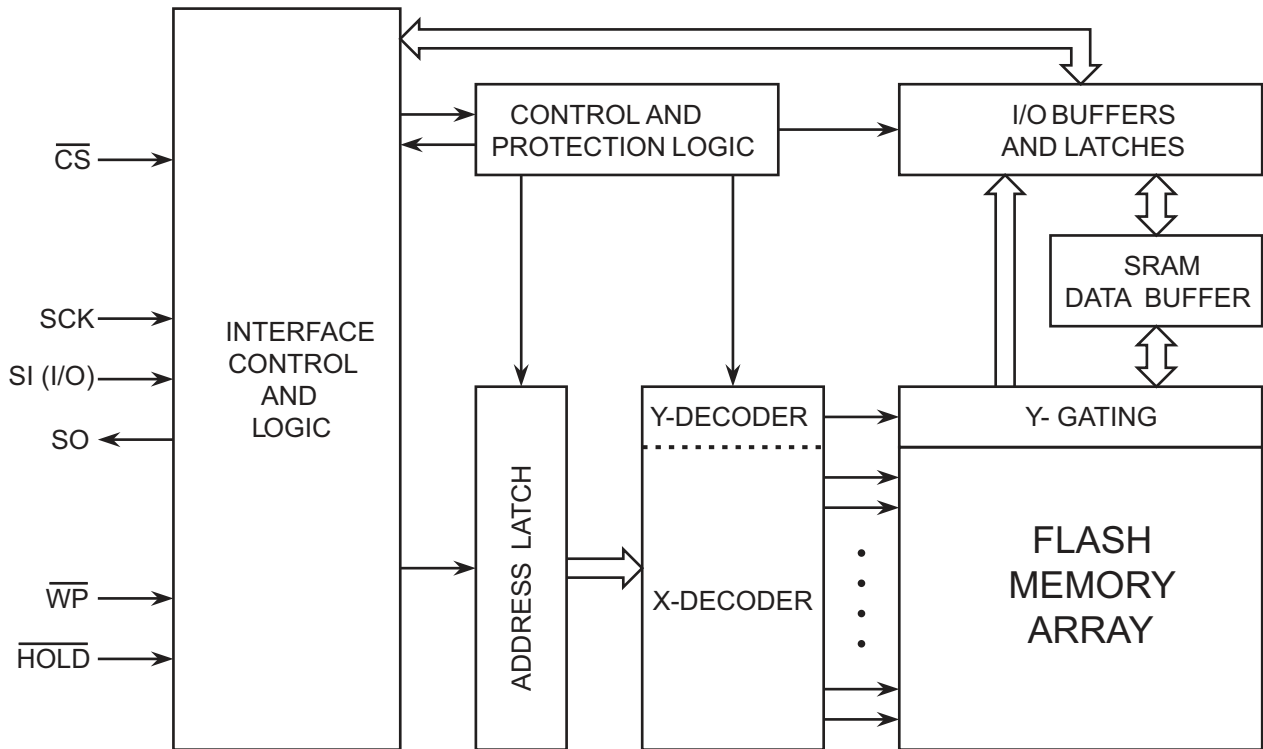 CS
SCK
SI (I/O)
SO
WP
HOLD
INTERFACE
CONTROL
AND
LOGIC
CONTROL AND
PROTECTION LOGIC
I/O BUFFERS
AND LATCHES
SRAM
DATA BUFFER
ADDRESS LATCH
Y-DECODER
X-DECODER
Y- GATING
FLASH
MEMORY
ARRAY